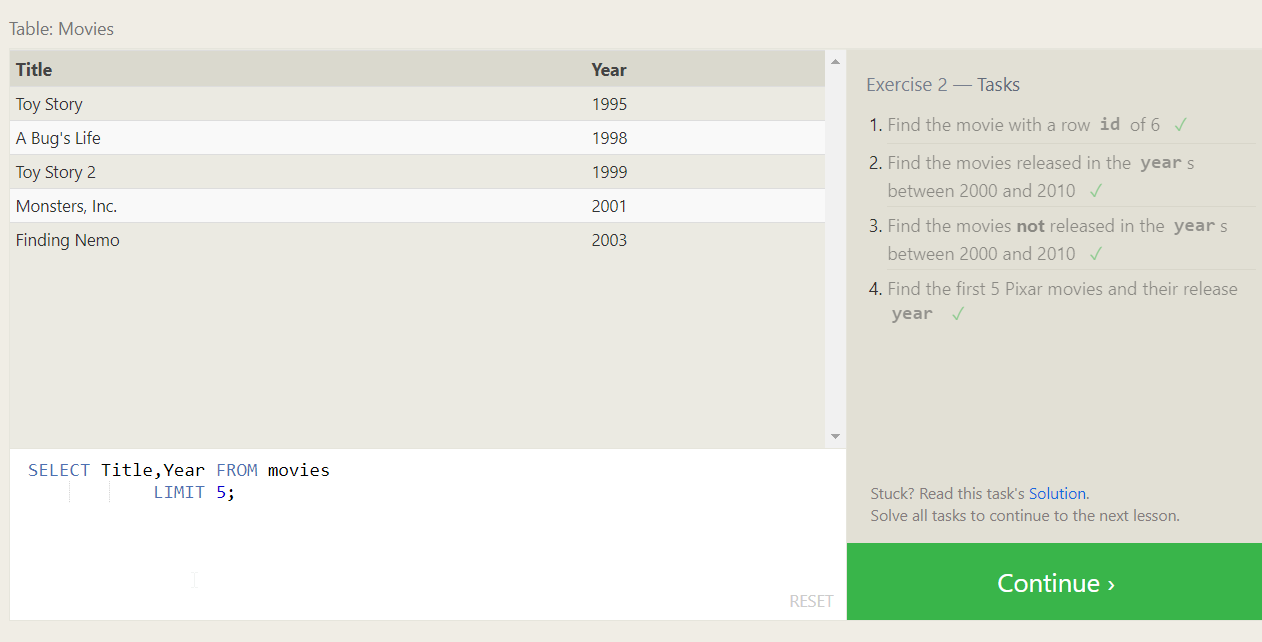 Table: Movies
Title Year
Toy Story 1995
A Bug's Life 1998
Toy Story 2 1999
Monsters, Inc. 2001
Finding Nemo 2003
SELECT Title,Year FROM movies
LIMIT 5;
RESET
Exercise 2 — Tasks
1. Find the movie with a row id of 6 ✓
2. Find the movies released in the year s
between 2000 and 2010 ✓
3. Find the movies not released in the year s
between 2000 and 2010 ✓
4. Find the first 5 Pixar movies and their release
year ✓
Stuck? Read this task's Solution.
Solve all tasks to continue to the next lesson.
Continue ›